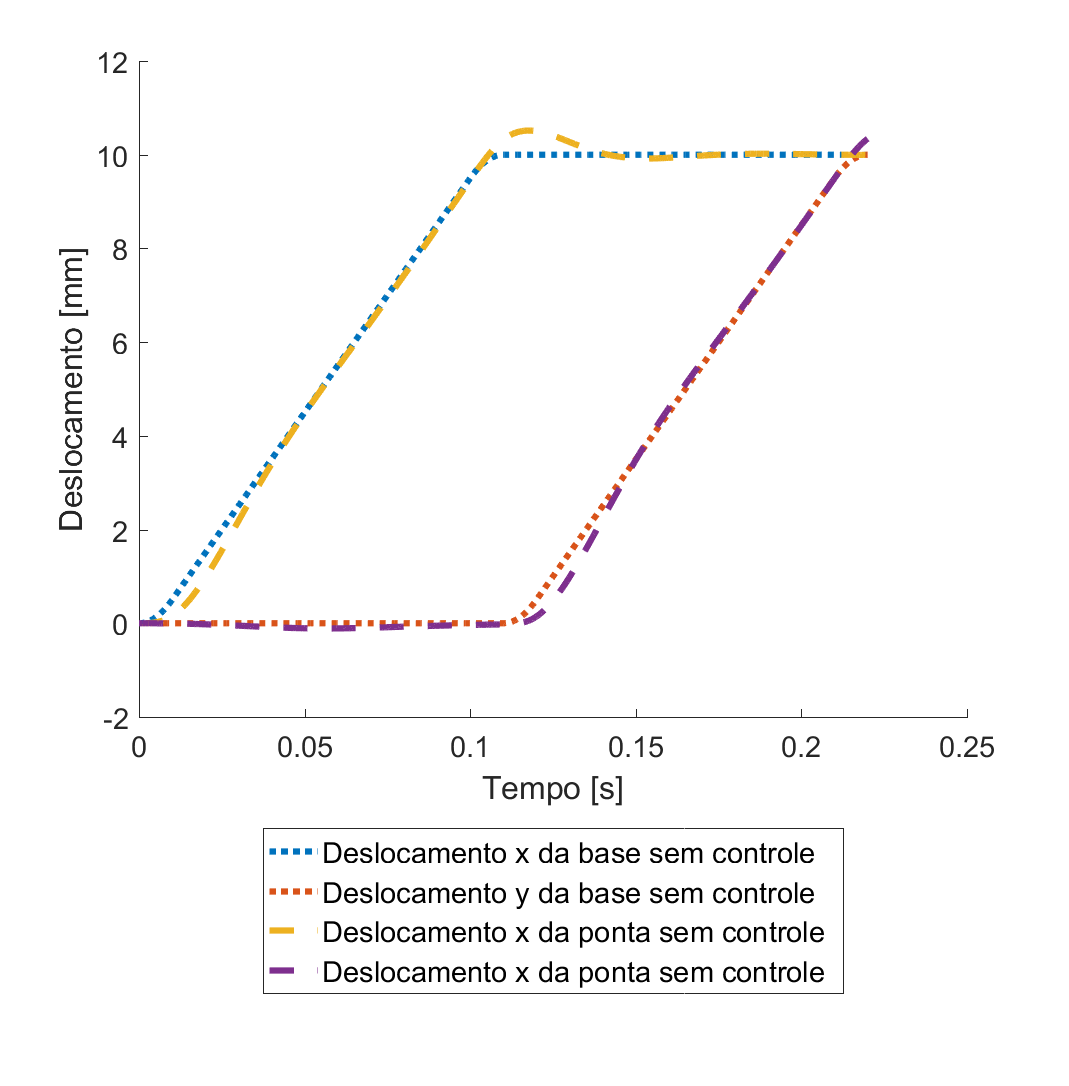 12
10
8
6
4
2
0
-2
Deslocamento [mm]
0 0.05 0.1 0.15 0.2 0.25
Tempo [s]
Deslocamento x da base sem controle
Deslocamento y da base sem controle
Deslocamento x da ponta sem controle
Deslocamento x da ponta sem controle